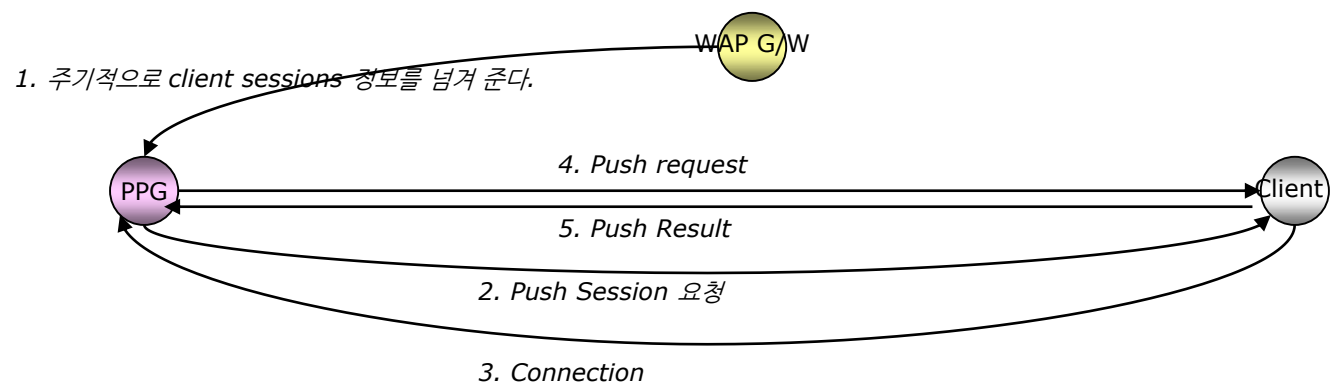 WAP G/W
1. 주기적으로 client sessions 정보를 넘겨 준다.
4. Push request
PPG
Client
5. Push Result
2. Push Session 요청
3. Connection